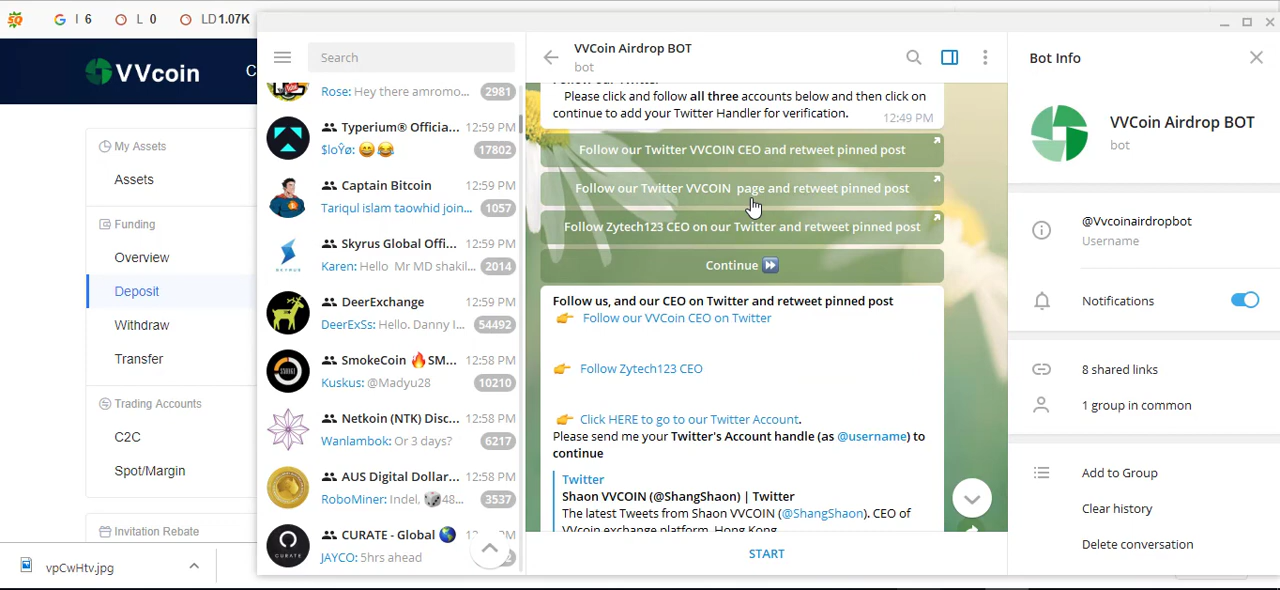 SQ
G I 6
L 0
LD 1.07K
VVcoin
C
My Assets
Assets
Funding
Overview
Deposit
Withdraw
Transfer
Trading Accounts
C2C
Spot/Margin
Invitation Rebate
vpCwHtv.jpg
Search
Rose: Hey there amromo... 2981
Typerium® Officia... 12:59 PM
$loŶø: 😄😂 17802
Captain Bitcoin 12:59 PM
Tariqul islam taowhid join... 1057
Skyrus Global Offi... 12:59 PM
Karen: Hello Mr MD shakil... 2014
DeerExchange 12:59 PM
DeerExSs: Hello. Danny I... 54492
SmokeCoin 🔥SM... 12:58 PM
Kuskus: @Madyu28 10210
Netkoin (NTK) Disc... 12:58 PM
Wanlambok: Or 3 days? 6217
AUS Digital Dollar... 12:58 PM
RoboMiner: Indel, 🎲48... 3537
CURATE - Global 🌎
JAYCO: 5hrs ahead
SKYRUS
CURATE
VVCoin Airdrop BOT
bot
Please click and follow all three accounts below and then click on
continue to add your Twitter Handler for verification.
12:49 PM
Follow our Twitter VVCOIN CEO and retweet pinned post
Follow our Twitter VVCOIN page and retweet pinned post
Follow Zytech123 CEO on our Twitter and retweet pinned post
Continue ⏩
Follow us, and our CEO on Twitter and retweet pinned post
👉 Follow our VVCoin CEO on Twitter
👉 Follow Zytech123 CEO
👉 Click HERE to go to our Twitter Account.
Please send me your Twitter's Account handle (as @username) to
continue
Twitter
Shaon VVCOIN (@ShangShaon) | Twitter
The latest Tweets from Shaon VVCOIN (@ShangShaon). CEO of
VVcoin exchange platform. Hong Kong
START
Bot Info
VVCoin Airdrop BOT
bot
@Vvcoinairdropbot
Username
Notifications
8 shared links
1 group in common
Add to Group
Clear history
Delete conversation